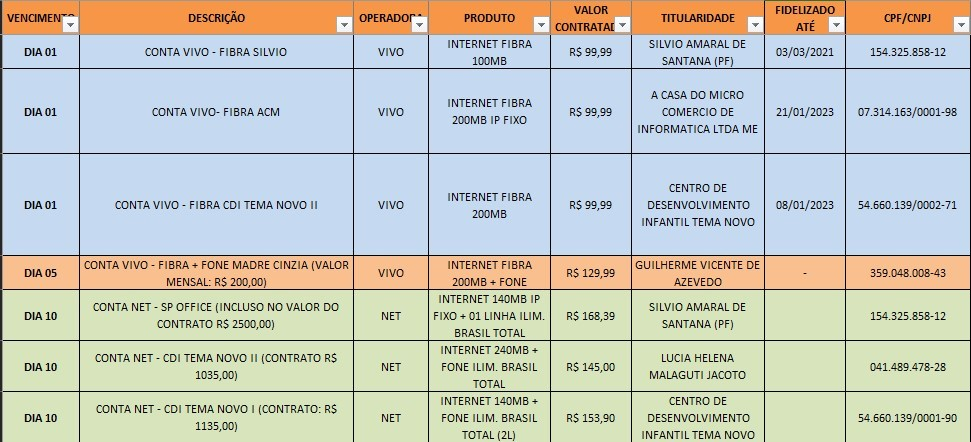 VENCIMENTO DESCRIÇÃO OPERADORA PRODUTO VALOR CONTRATADO TITULARIDADE FIDELIZADO ATÉ CPF/CNPJ
DIA 01 CONTA VIVO - FIBRA SILVIO VIVO INTERNET FIBRA 100MB R$ 99,99 SILVIO AMARAL DE SANTANA (PF) 03/03/2021 154.325.858-12
DIA 01 CONTA VIVO- FIBRA ACM VIVO INTERNET FIBRA 200MB IP FIXO R$ 99,99 A CASA DO MICRO COMERCIO DE INFORMATICA LTDA ME 21/01/2023 07.314.163/0001-98
DIA 01 CONTA VIVO - FIBRA CDI TEMA NOVO II VIVO INTERNET FIBRA 200MB R$ 99,99 CENTRO DE DESENVOLVIMENTO INFANTIL TEMA NOVO 08/01/2023 54.660.139/0002-71
DIA 05 CONTA VIVO - FIBRA + FONE MADRE CINZIA (VALOR MENSAL: R$ 200,00) VIVO INTERNET FIBRA 200MB + FONE R$ 129,99 GUILHERME VICENTE DE AZEVEDO - 359.048.008-43
DIA 10 CONTA NET - SP OFFICE (INCLUSO NO VALOR DO CONTRATO R$ 2500,00) NET INTERNET 140MB IP FIXO + 01 LINHA ILIM. BRASIL TOTAL R$ 168,39 SILVIO AMARAL DE SANTANA (PF) 154.325.858-12
DIA 10 CONTA NET - CDI TEMA NOVO II (CONTRATO R$ 1035,00) NET INTERNET 240MB + FONE ILIM. BRASIL TOTAL R$ 145,00 LUCIA HELENA MALAGUTI JACOTO 041.489.478-28
DIA 10 CONTA NET - CDI TEMA NOVO I (CONTRATO: R$ 1135,00) NET INTERNET 140MB + FONE ILIM. BRASIL TOTAL (2L) R$ 153,90 CENTRO DE DESENVOLVIMENTO INFANTIL TEMA NOVO 54.660.139/0001-90